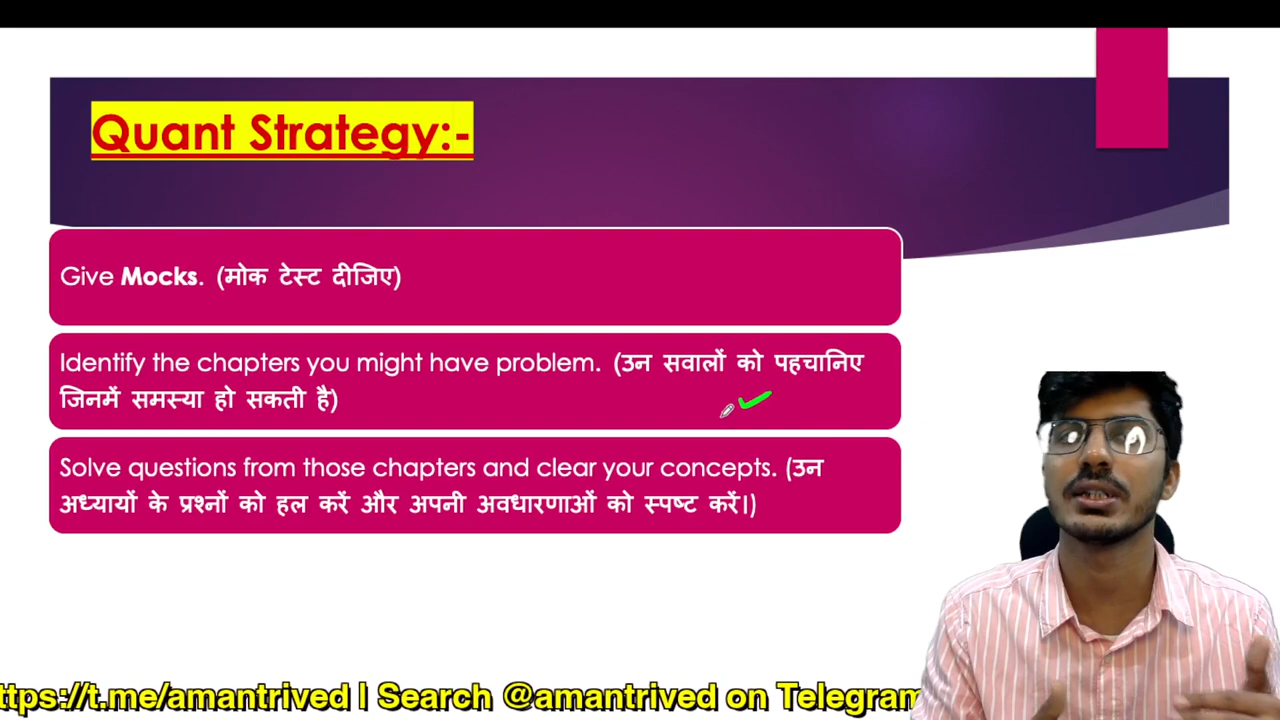 Quant Strategy:-
Give Mocks. (मोक टेस्ट दीजिए)
Identify the chapters you might have problem. (उन सवालों को पहचानिए
जिनमें समस्या हो सकती है)
Solve questions from those chapters and clear your concepts. (उन
अध्यायों के प्रश्नों को हल करें और अपनी अवधारणाओं को स्पष्ट करें।)
ttps://t.me/amantrived | Search @amantrived on Telegram